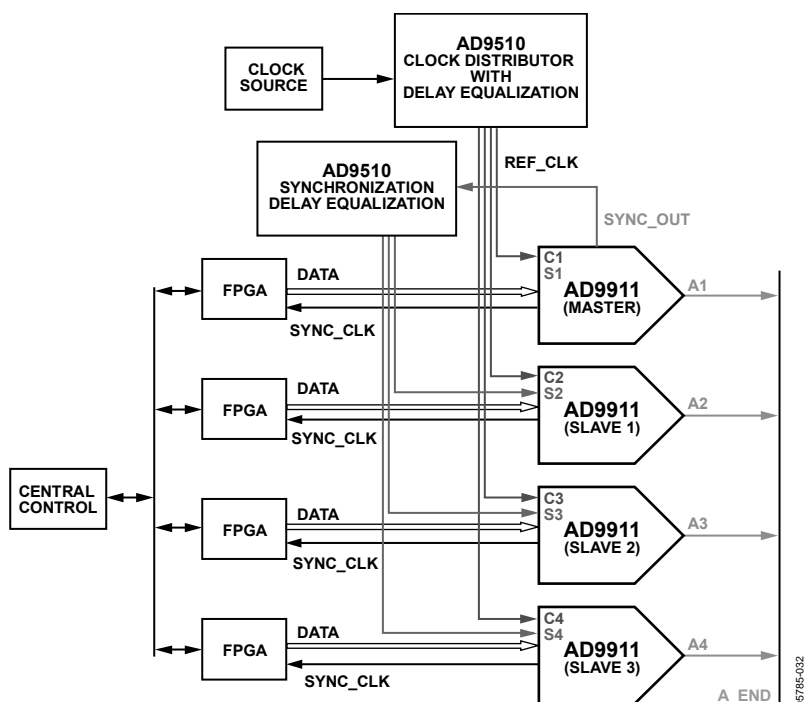 AD9510
CLOCK DISTRIBUTOR
WITH
DELAY EQUALIZATION
CLOCK
SOURCE
AD9510
SYNCHRONIZATION
DELAY EQUALIZATION
REF_CLK
SYNC_OUT
FPGA
DATA
SYNC_CLK
C1
S1
AD9911
(MASTER)
A1
FPGA
DATA
SYNC_CLK
C2
S2
AD9911
(SLAVE 1)
A2
CENTRAL
CONTROL
FPGA
DATA
SYNC_CLK
C3
S3
AD9911
(SLAVE 2)
A3
FPGA
DATA
SYNC_CLK
C4
S4
AD9911
(SLAVE 3)
A4
A_END
05785-032